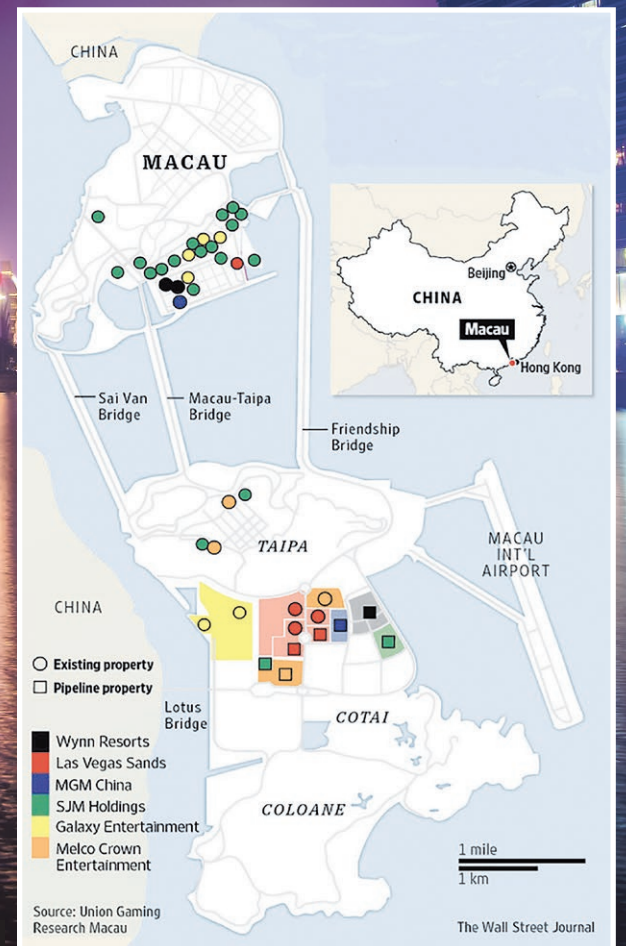 CHINA
MACAU
Beijing
CHINA
Macau
Hong Kong
Sai Van
Bridge
Macau-Taipa
Bridge
Friendship
Bridge
TAIPA
MACAU
INT'L
AIRPORT
CHINA
Existing property
Pipeline property
Lotus
Bridge
COTAI
Wynn Resorts
Las Vegas Sands
MGM China
SJM Holdings
Galaxy Entertainment
Melco Crown
Entertainment
COLOANE
1 mile
1 km
Source: Union Gaming
Research Macau
The Wall Street Journal